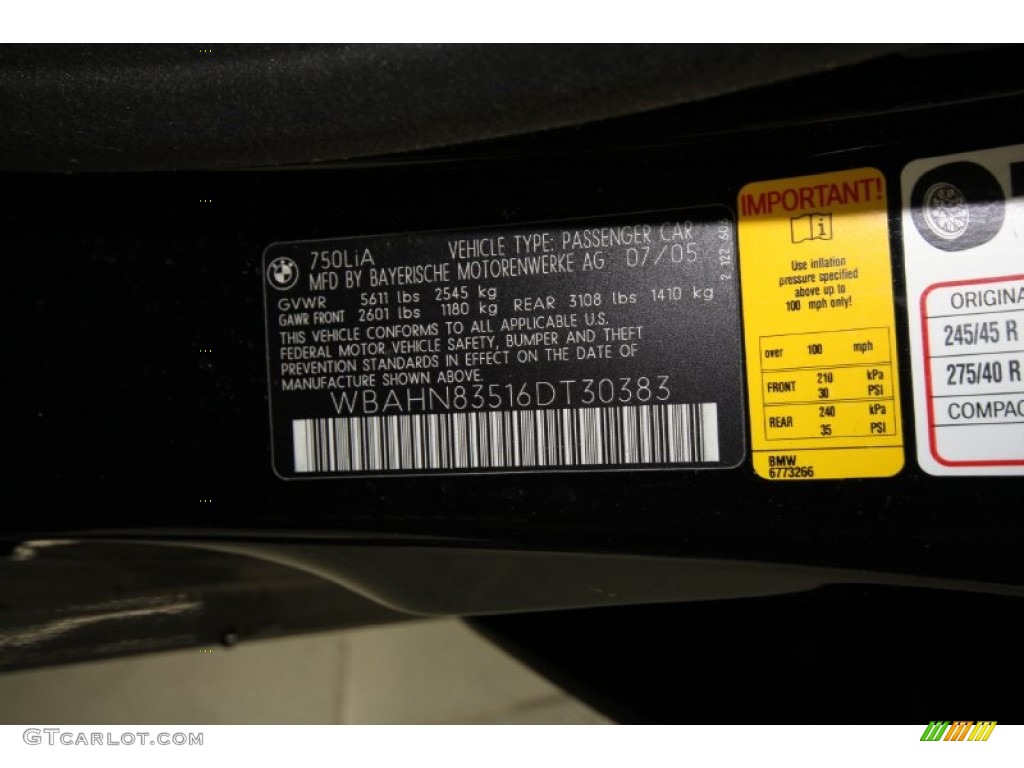 750LiA VEHICLE TYPE: PASSENGER CAR
MFD BY BAYERISCHE MOTORENWERKE AG 07/05
GVWR 5611 lbs 2545 kg
GAWR FRONT 2601 lbs 1180 kg REAR 3108 lbs 1410 kg
THIS VEHICLE CONFORMS TO ALL APPLICABLE U.S.
FEDERAL MOTOR VEHICLE SAFETY, BUMPER AND THEFT
PREVENTION STANDARDS IN EFFECT ON THE DATE OF
MANUFACTURE SHOWN ABOVE.
WBAHN83516DT30383
2 122 606
IMPORTANT!
Use inflation
pressure specified
above up to
100 mph only!
over 100 mph
FRONT 210 kPa
30 PSI
REAR 240 kPa
35 PSI
BMW
6773266
ORIGINA
245/45 R
275/40 R
COMPAC
GTCARLOT.COM